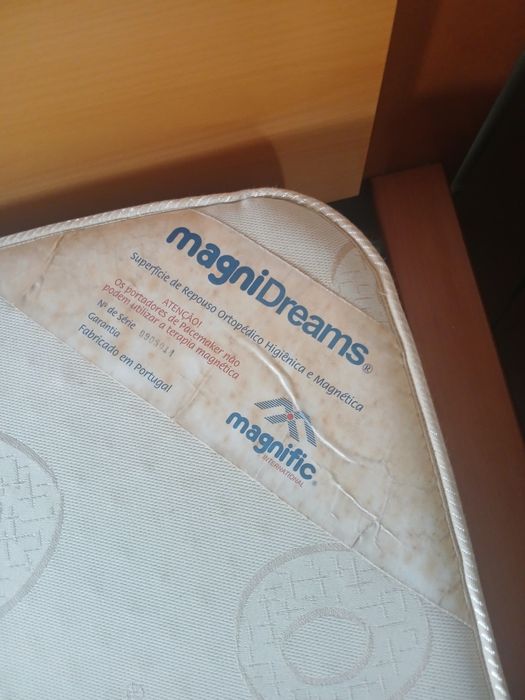 magniDreams®
Superfície de Repouso Ortopédico Higiênica e Magnética
ATENÇÃO!
Os portadores de Pacemaker não
podem utilizar a terapia magnética
Nº de Série
Garantia
Fabricado em Portugal
magnific®
INTERNATIONAL